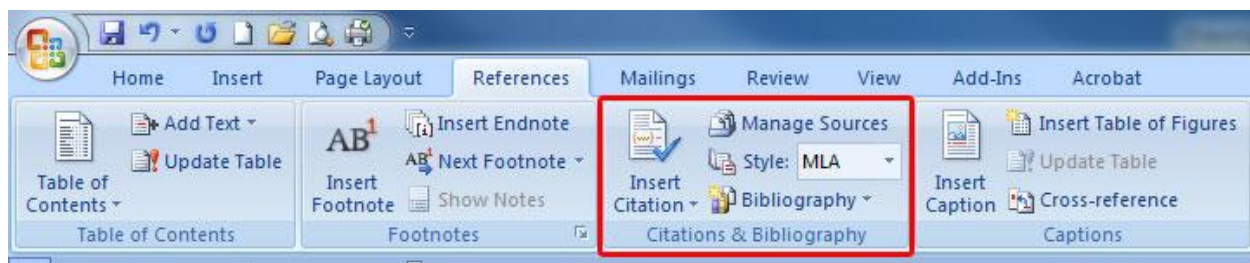 Home Insert Page Layout References Mailings Review View Add-Ins Acrobat
Table of
Contents
Add Text
Update Table
Table of Contents
AB1
Insert
Footnote
[i] Insert Endnote
AB1 Next Footnote
Show Notes
Footnotes
Insert
Citation
Manage Sources
Style: MLA
Bibliography
Citations & Bibliography
Insert
Caption
Insert Table of Figures
Update Table
Cross-reference
Captions